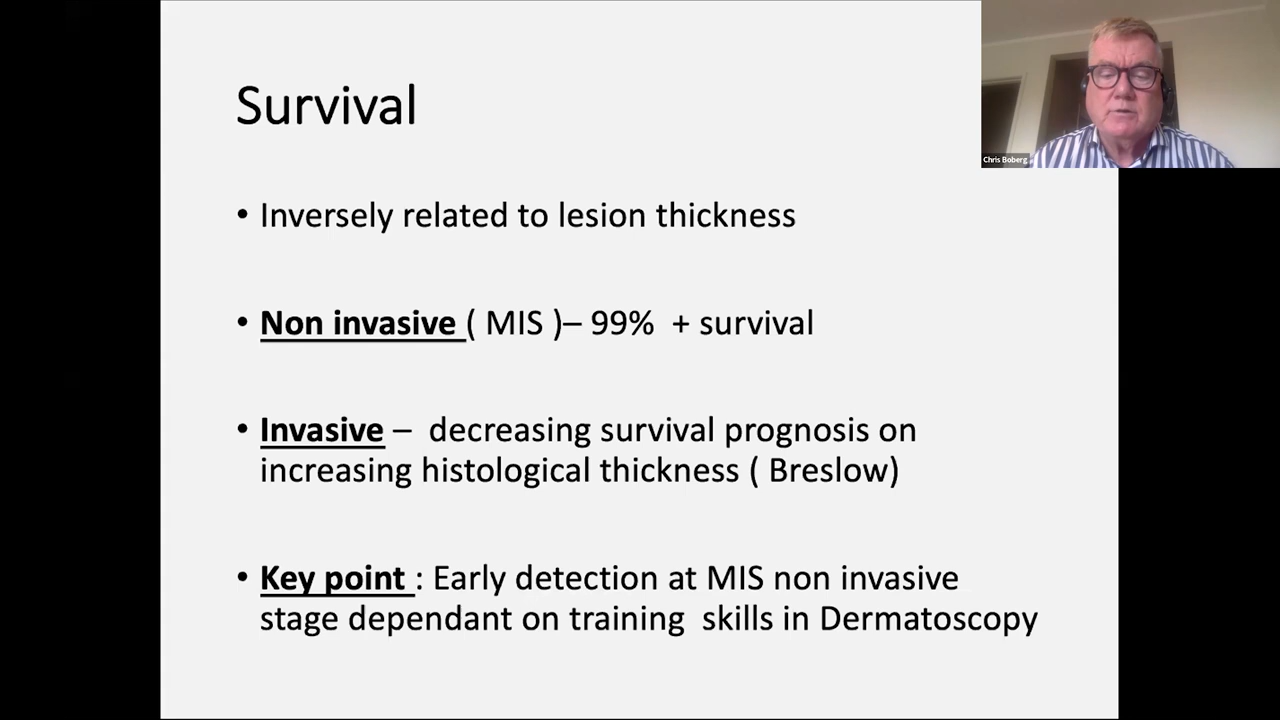 Survival
Chris Boberg
• Inversely related to lesion thickness
• Non invasive ( MIS )– 99%  + survival
• Invasive –  decreasing survival prognosis on
increasing histological thickness ( Breslow)
• Key point : Early detection at MIS non invasive
stage dependant on training  skills in Dermatoscopy